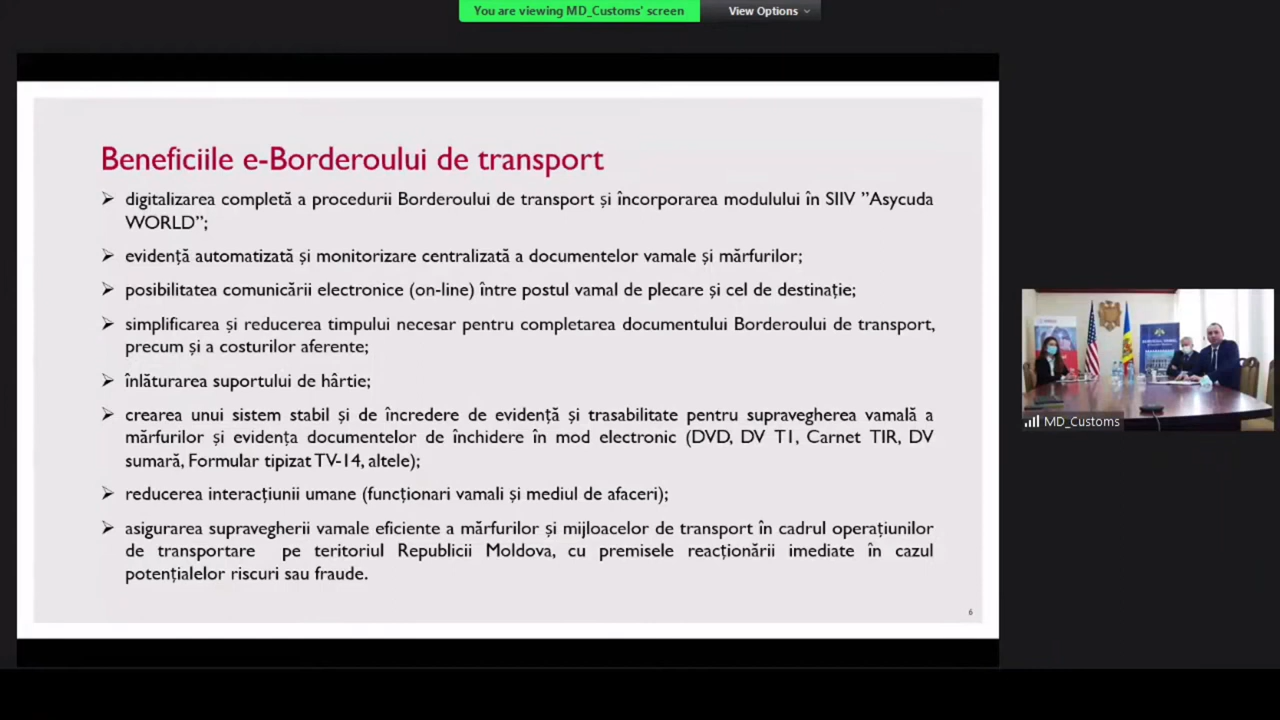 You are viewing MD_Customs' screen
View Options
Beneficiile e-Borderoului de transport
digitalizarea completă a procedurii Borderoului de transport și încorporarea modulului în SIIV ”Asycuda
WORLD”;
evidență automatizată și monitorizare centralizată a documentelor vamale și mărfurilor;
posibilitatea comunicării electronice (on-line) între postul vamal de plecare și cel de destinație;
simplificarea și reducerea timpului necesar pentru completarea documentului Borderoului de transport,
precum și a costurilor aferente;
înlăturarea suportului de hârtie;
crearea unui sistem stabil și de încredere de evidență și trasabilitate pentru supravegherea vamală a
mărfurilor și evidența documentelor de închidere în mod electronic (DVD, DV T1, Carnet TIR, DV
sumară, Formular tipizat TV-14, altele);
reducerea interacțiunii umane (funcționari vamali și mediul de afaceri);
asigurarea supravegherii vamale eficiente a mărfurilor și mijloacelor de transport în cadrul operațiunilor
de transportare pe teritoriul Republicii Moldova, cu premisele reacționării imediate în cazul
potențialelor riscuri sau fraude.
6
MD_Customs